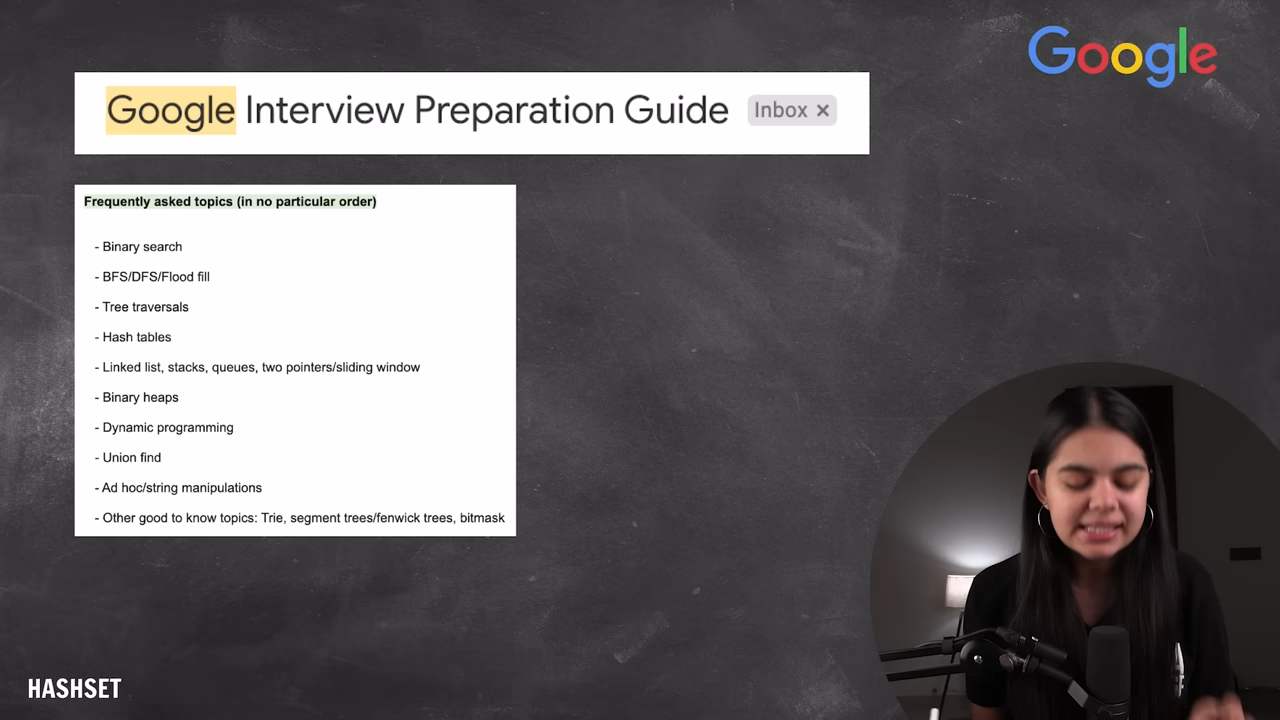 Google
Google Interview Preparation Guide Inbox ×
Frequently asked topics (in no particular order)
- Binary search
- BFS/DFS/Flood fill
- Tree traversals
- Hash tables
- Linked list, stacks, queues, two pointers/sliding window
- Binary heaps
- Dynamic programming
- Union find
- Ad hoc/string manipulations
- Other good to know topics: Trie, segment trees/fenwick trees, bitmask
HASHSET